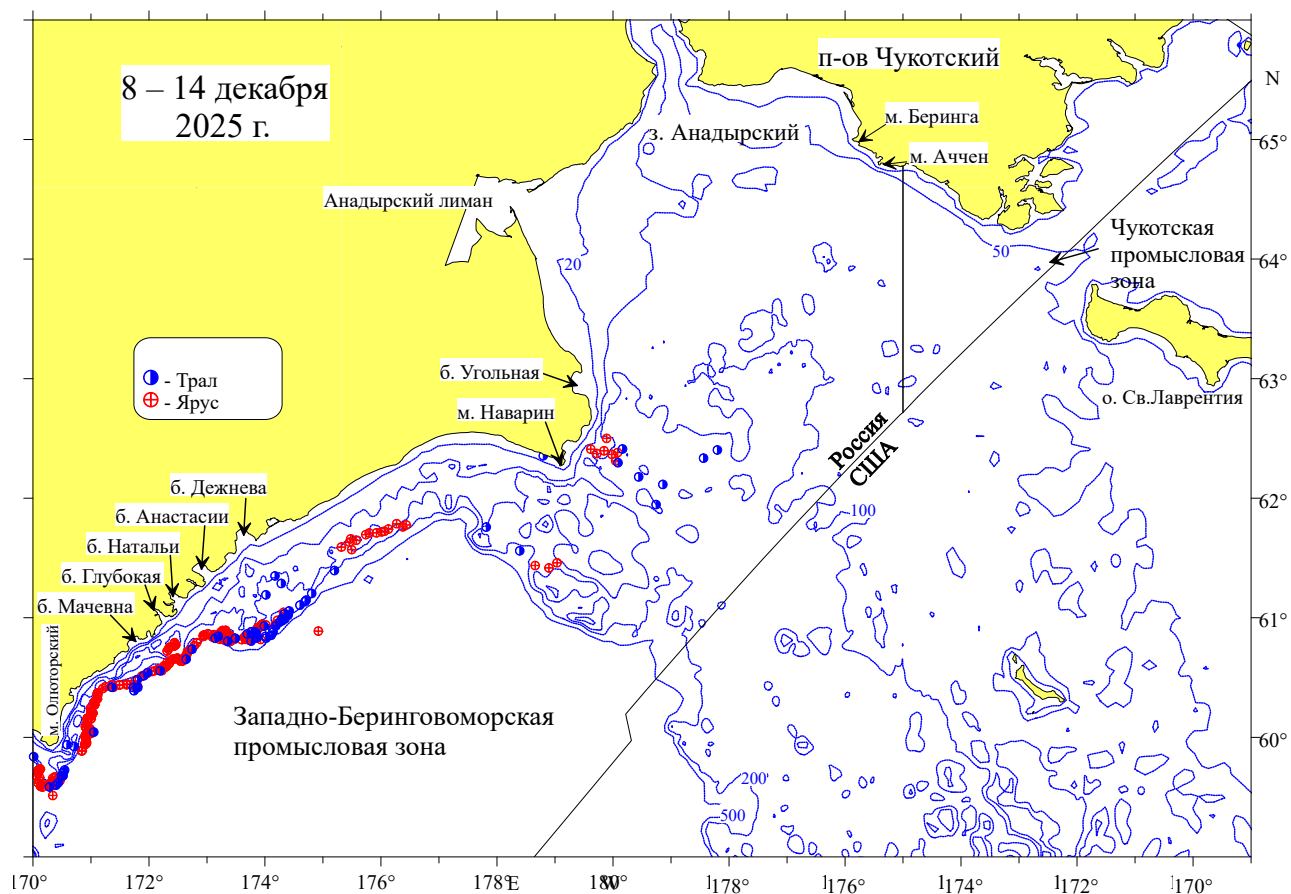 8 – 14 декабря
2025 г.
п-ов Чукотский
N
м. Беринга
з. Анадырский
65°
м. Аччен
Анадырский лиман
Чукотская
промысловая
зона
50
20
64°
- Трал
- Ярус
б. Угольная
63°
о. Св.Лаврентия
м. Наварин
Россия
США
62°
100
б. Дежнева
б. Анастасии
б. Натальи
б. Глубокая
б. Мачевна
61°
м. Олюторский
Западно-Беринговоморская
промысловая зона
60°
200
500
170° 172° 174° 176° 178° E W 180° 178° 176° 174° 172° 170°